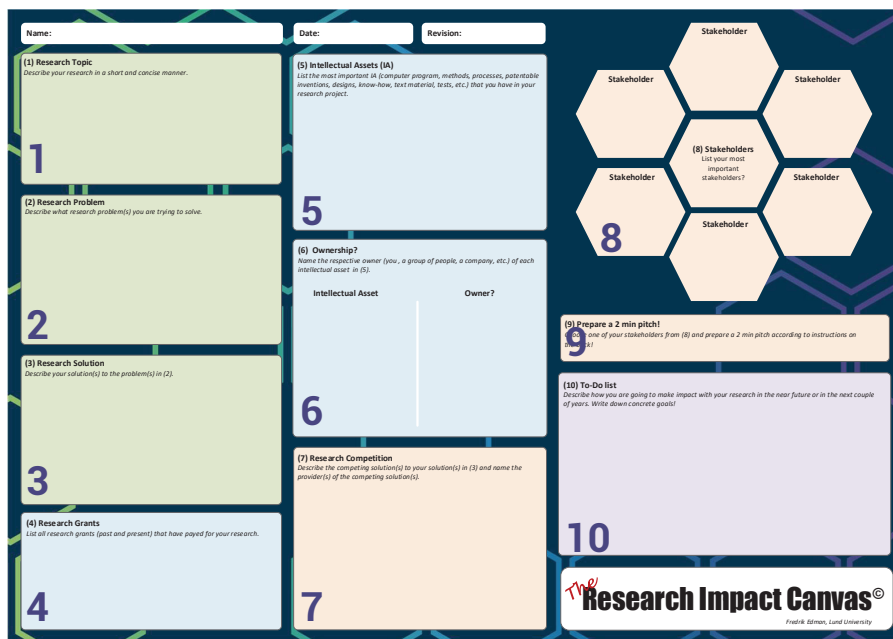 Name:
Date:
Revision:
(1) Research Topic
Describe your research in a short and concise manner.
1
(2) Research Problem
Describe what research problem(s) you are trying to solve.
2
(3) Research Solution
Describe your solution(s) to the problem(s) in (2).
3
(4) Research Grants
List all research grants (past and present) that have payed for your research.
4
(5) Intellectual Assets (IA)
List the most important IA (computer program, methods, processes, patentable
inventions, designs, know-how, text material, tests, etc.) that you have in your
research project.
5
(6) Ownership?
Name the respective owner (you , a group of people, a company, etc.) of each
intellectual asset in (5).
Intellectual Asset
Owner?
6
(7) Research Competition
Describe the competing solution(s) to your solution(s) in (3) and name the
provider(s) of the competing solution(s).
7
Stakeholder
Stakeholder
Stakeholder
(8) Stakeholders
List your most
important
stakeholders?
Stakeholder
Stakeholder
8
Stakeholder
(9) Prepare a 2 min pitch!
one of your stakeholders from (8) and prepare a 2 min pitch according to instructions on
9
(10) To-Do list
Describe how you are going to make impact with your research in the near future or in the next couple
of years. Write down concrete goals!
10
The
Research Impact Canvas©
Fredrik Edman, Lund University